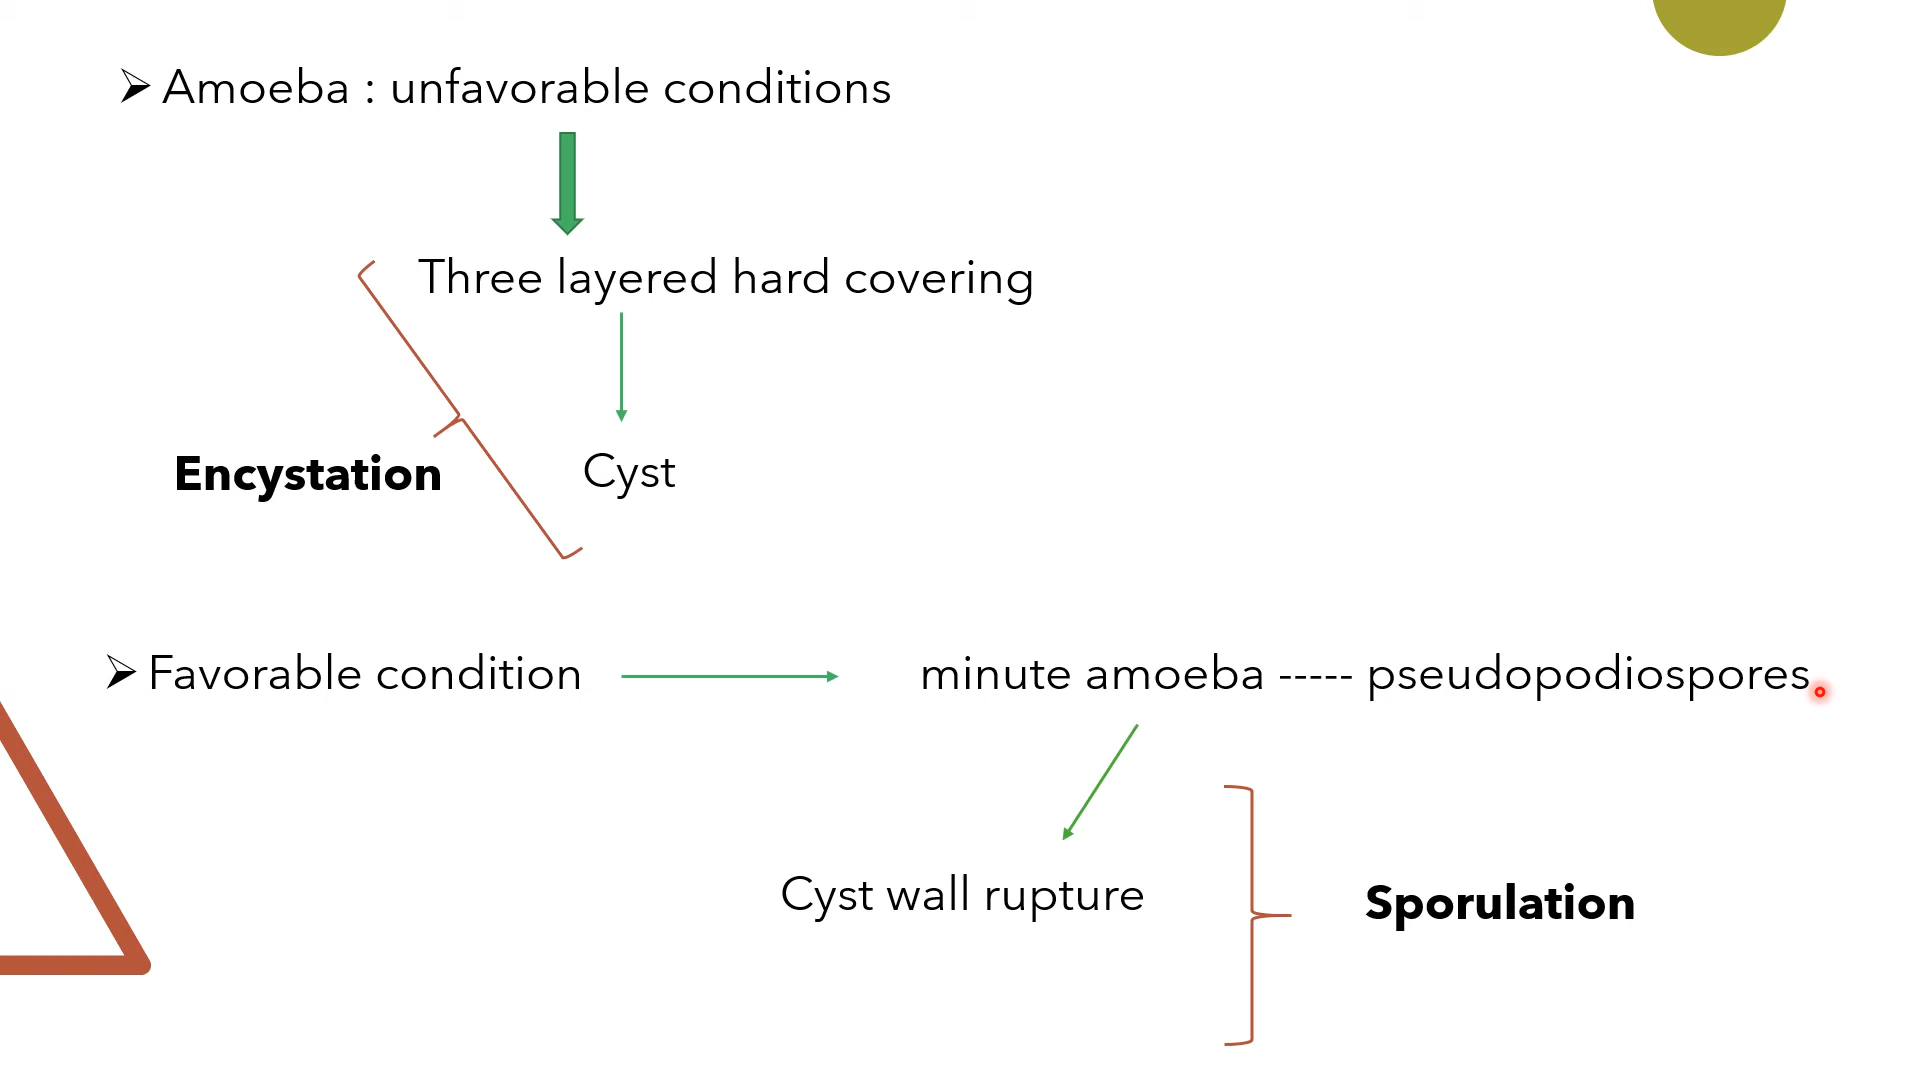 Amoeba : unfavorable conditions
Three layered hard covering
Encystation
Cyst
Favorable condition
minute amoeba ----- pseudopodiospores
Cyst wall rupture
Sporulation